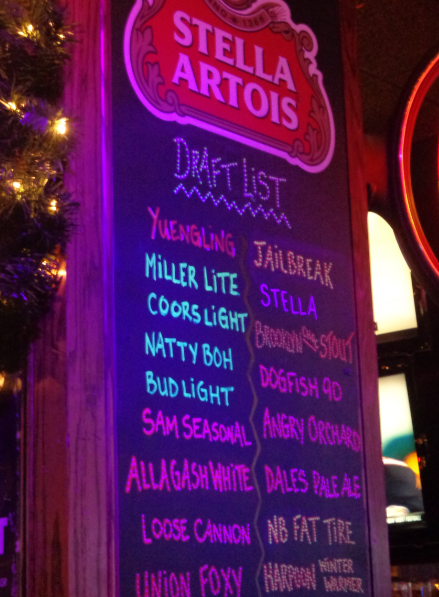 STELLA
ARTOIS
DRAFT LIST
YUENGLING
MILLER LITE
COORS LIGHT
NATTY BOH
BUD LIGHT
SAM SEASONAL
ALLAGASH WHITE
LOOSE CANNON
UNION FOXY
JAILBREAK
STELLA
BROOKLYN STOUT
DOGFISH 90
ANGRY ORCHARD
DALES PALE ALE
NB FAT TIRE
HARPOON WINTER WARMER